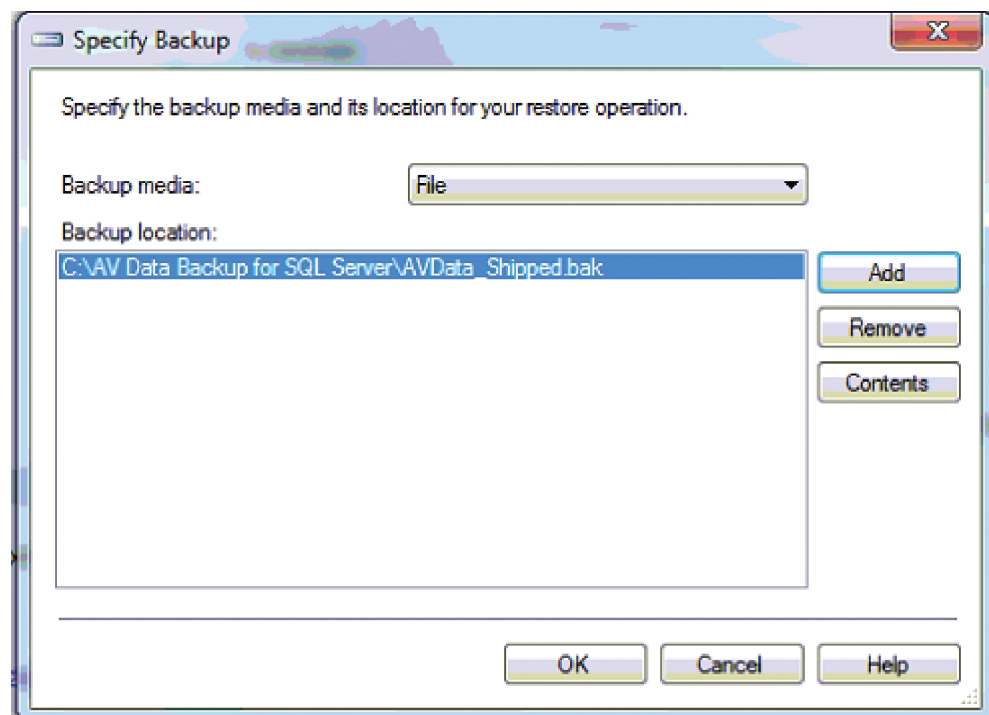 Specify Backup
Specify the backup media and its location for your restore operation.
Backup media:
File
Backup location:
C:\AV Data Backup for SQL Server\AVData_Shipped.bak
Add
Remove
Contents
OK
Cancel
Help